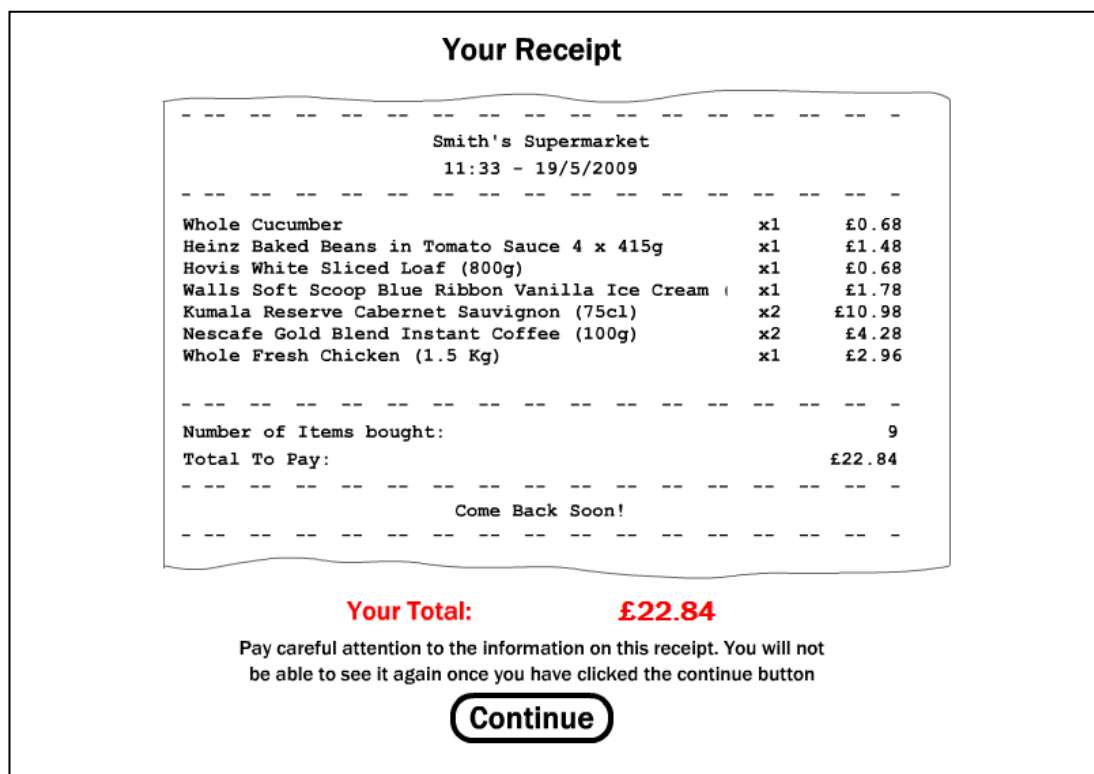 Your Receipt
- -- -- -- -- -- -- -- -- -- -- -- -- -- -- -- -
Smith's Supermarket
11:33 - 19/5/2009
- -- -- -- -- -- -- -- -- -- -- -- -- -- -- -- -
Whole Cucumber x1 £0.68
Heinz Baked Beans in Tomato Sauce 4 x 415g x1 £1.48
Hovis White Sliced Loaf (800g) x1 £0.68
Walls Soft Scoop Blue Ribbon Vanilla Ice Cream ( x1 £1.78
Kumala Reserve Cabernet Sauvignon (75cl) x2 £10.98
Nescafe Gold Blend Instant Coffee (100g) x2 £4.28
Whole Fresh Chicken (1.5 Kg) x1 £2.96
- -- -- -- -- -- -- -- -- -- -- -- -- -- -- -- -
Number of Items bought: 9
Total To Pay: £22.84
- -- -- -- -- -- -- -- -- -- -- -- -- -- -- -- -
Come Back Soon!
- -- -- -- -- -- -- -- -- -- -- -- -- -- -- -- -
Your Total: £22.84
Pay careful attention to the information on this receipt. You will not
be able to see it again once you have clicked the continue button
Continue